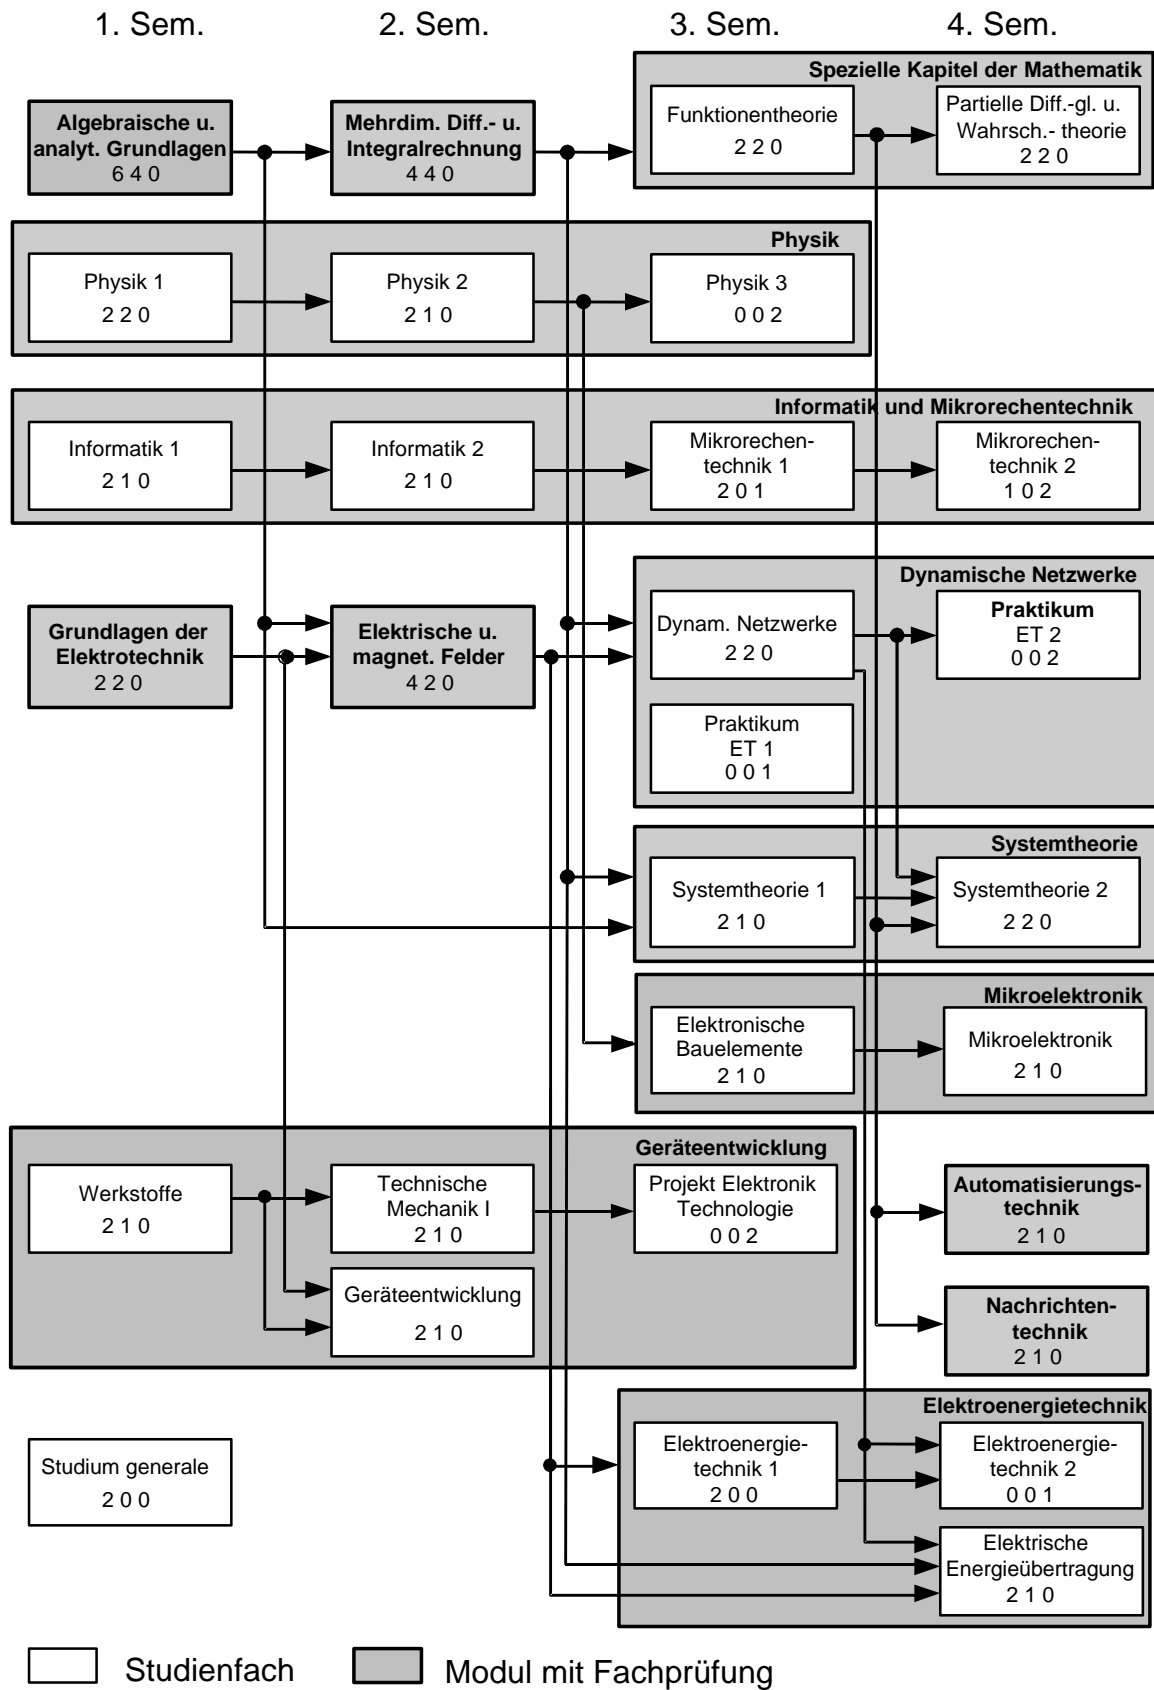 1. Sem.
2. Sem.
3. Sem.
4. Sem.
Spezielle Kapitel der Mathematik
Algebraische u.
analyt. Grundlagen
6 4 0
Mehrdim. Diff.- u.
Integralrechnung
4 4 0
Funktionentheorie
2 2 0
Partielle Diff.-gl. u.
Wahrsch.- theorie
2 2 0
Physik
Physik 1
2 2 0
Physik 2
2 1 0
Physik 3
0 0 2
Informatik und Mikrorechentechnik
Informatik 1
2 1 0
Informatik 2
2 1 0
Mikrorechen-
technik 1
2 0 1
Mikrorechen-
technik 2
1 0 2
Dynamische Netzwerke
Grundlagen der
Elektrotechnik
2 2 0
Elektrische u.
magnet. Felder
4 2 0
Dynam. Netzwerke
2 2 0
Praktikum
ET 2
0 0 2
Praktikum
ET 1
0 0 1
Systemtheorie
Systemtheorie 1
2 1 0
Systemtheorie 2
2 2 0
Mikroelektronik
Elektronische
Bauelemente
2 1 0
Mikroelektronik
2 1 0
Geräteentwicklung
Werkstoffe
2 1 0
Technische
Mechanik I
2 1 0
Projekt Elektronik
Technologie
0 0 2
Automatisierungs-
technik
2 1 0
Geräteentwicklung
2 1 0
Nachrichten-
technik
2 1 0
Elektroenergietechnik
Studium generale
2 0 0
Elektroenergie-
technik 1
2 0 0
Elektroenergie-
technik 2
0 0 1
Elektrische
Energieübertragung
2 1 0
Studienfach
Modul mit Fachprüfung